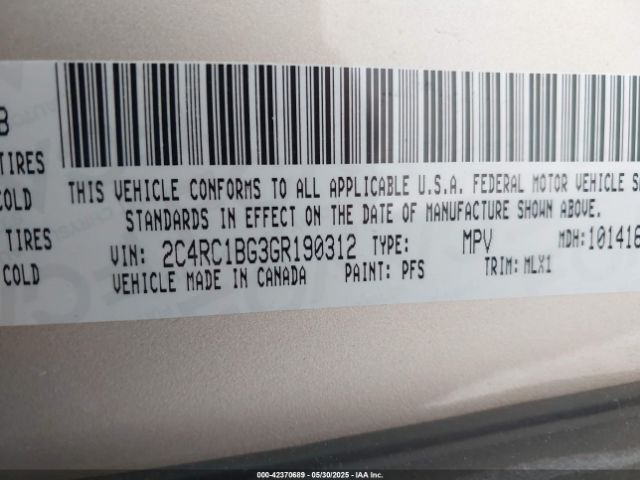 B
TIRES
COLD
TIRES
COLD
THIS VEHICLE CONFORMS TO ALL APPLICABLE U.S.A. FEDERAL MOTOR VEHICLE S
STANDARDS IN EFFECT ON THE DATE OF MANUFACTURE SHOWN ABOVE.
VIN: 2C4RC1BG3GR190312 TYPE: MPV MDH:101416
VEHICLE MADE IN CANADA PAINT: PFS TRIM: MLX1
000-42370689 - 05/30/2025 - IAA Inc.